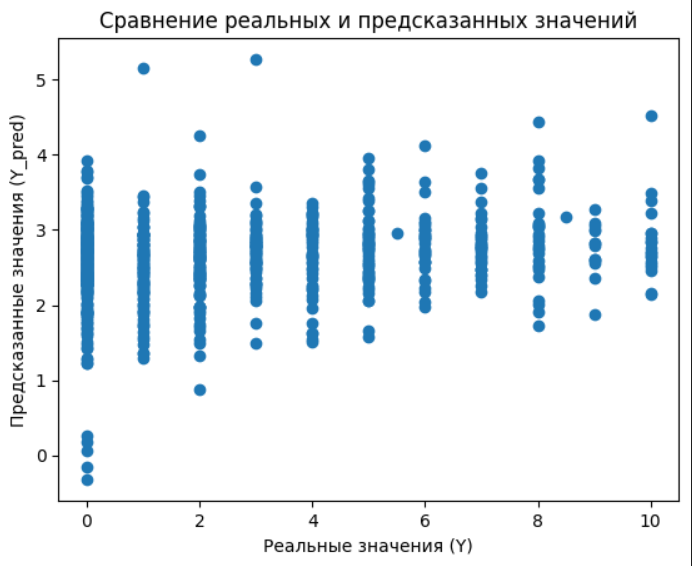 Сравнение реальных и предсказанных значений
Предсказанные значения (Y_pred)
5
4
3
2
1
0
0 2 4 6 8 10
Реальные значения (Y)